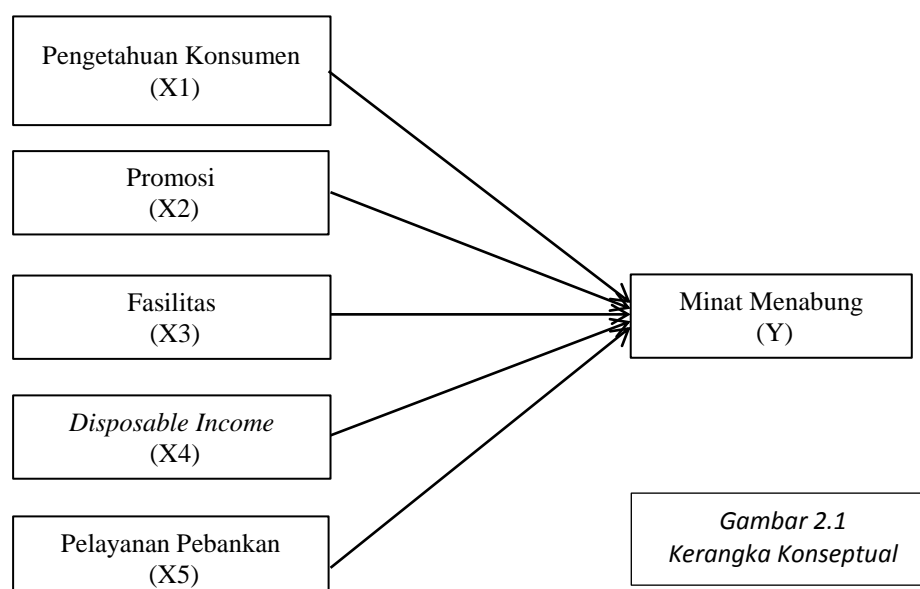 Pengetahuan Konsumen
(X1)
Promosi
(X2)
Fasilitas
(X3)
Minat Menabung
(Y)
Disposable Income
(X4)
Pelayanan Pebankan
(X5)
Gambar 2.1
Kerangka Konseptual